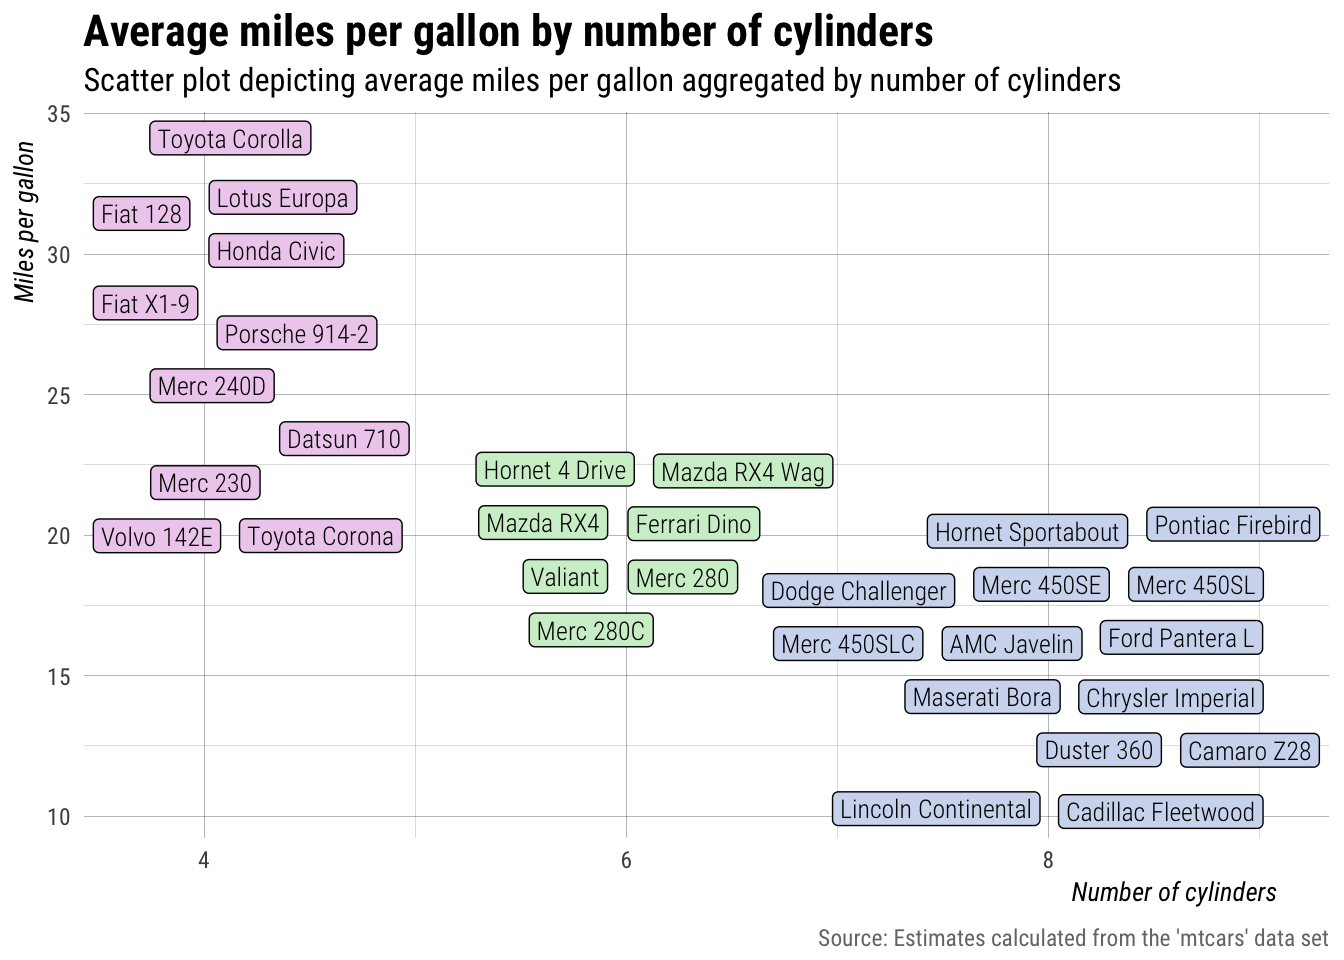 Average miles per gallon by number of cylinders
Scatter plot depicting average miles per gallon aggregated by number of cylinders
Miles per gallon
35
Toyota Corolla
Lotus Europa
Fiat 128
30
Honda Civic
Fiat X1-9
Porsche 914-2
25
Merc 240D
Datsun 710
Hornet 4 Drive
Mazda RX4 Wag
Merc 230
Mazda RX4
Ferrari Dino
Pontiac Firebird
Hornet Sportabout
20
Volvo 142E
Toyota Corona
Valiant
Merc 280
Merc 450SE
Merc 450SL
Dodge Challenger
Merc 280C
Ford Pantera L
Merc 450SLC
AMC Javelin
15
Maserati Bora
Chrysler Imperial
Duster 360
Camaro Z28
10
Lincoln Continental
Cadillac Fleetwood
4
6
8
Number of cylinders
Source: Estimates calculated from the 'mtcars' data set